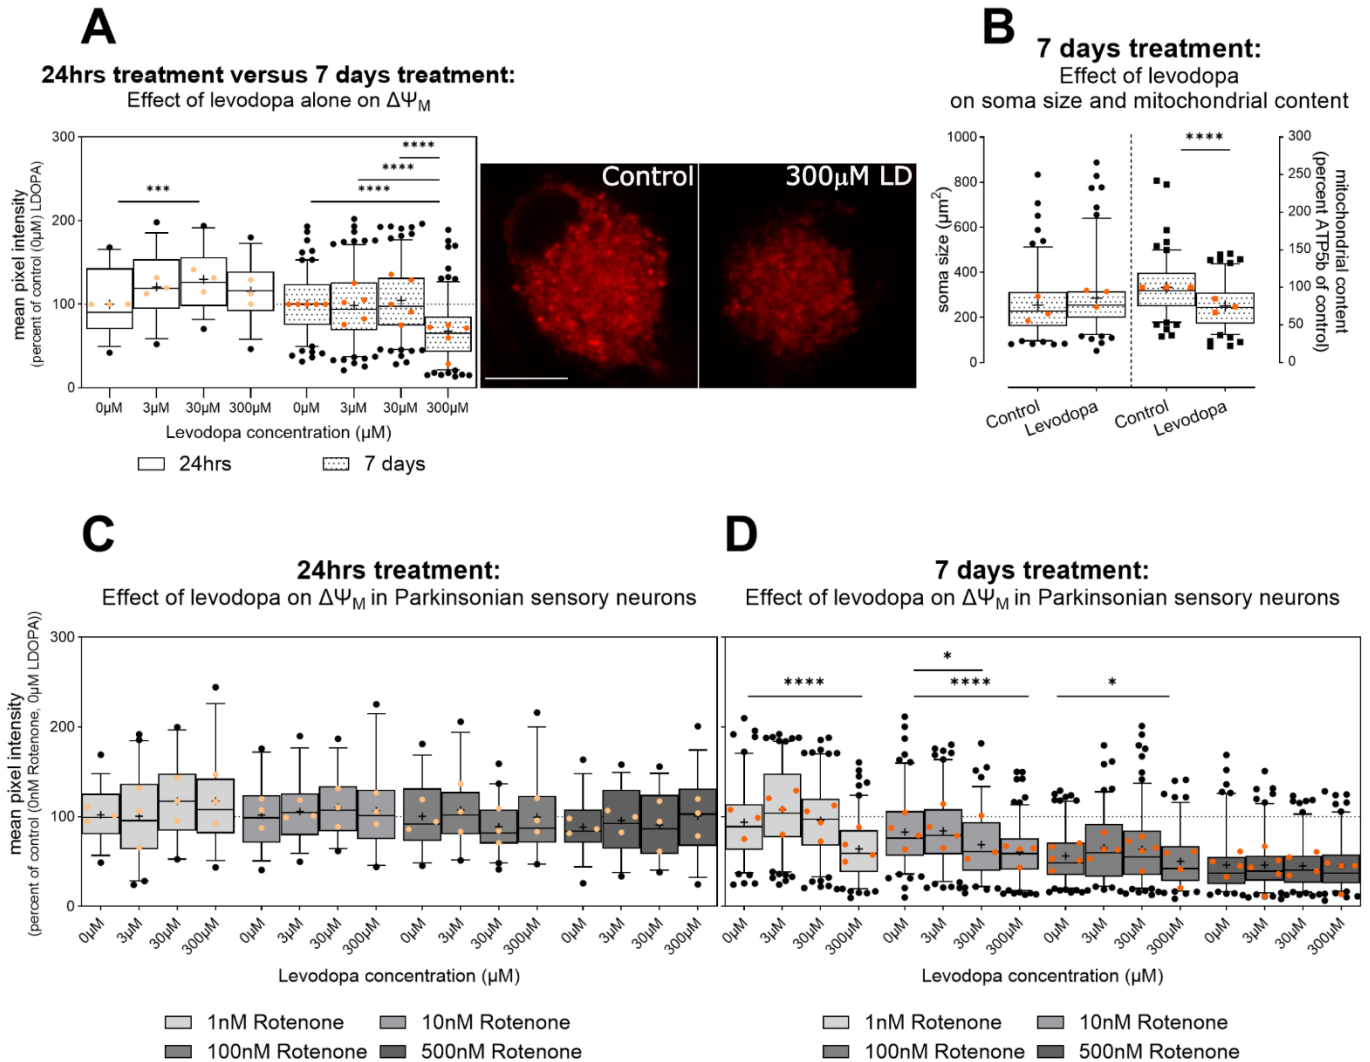 A
24hrs treatment versus 7 days treatment:
Effect of levodopa alone on ΔΨM
mean pixel intensity
(percent of control (0μM) LDOPA)
300
200
100
0
***
****
****
****
0μM
3μM
30μM
300μM
0μM
3μM
30μM
300μM
Levodopa concentration (μM)
24hrs
7 days
Control
300μM LD
B
7 days treatment:
Effect of levodopa
on soma size and mitochondrial content
soma size (μm²)
1000
800
600
400
200
0
****
300
250
200
150
100
50
0
mitochondrial content
(percent ATP5b of control)
Control
Levodopa
Control
Levodopa
C
24hrs treatment:
Effect of levodopa on ΔΨM in Parkinsonian sensory neurons
mean pixel intensity
(percent of control (0nM Rotenone, 0μM LDOPA))
300
200
100
0
0μM
3μM
30μM
300μM
0μM
3μM
30μM
300μM
0μM
3μM
30μM
300μM
0μM
3μM
30μM
300μM
Levodopa concentration (μM)
1nM Rotenone
10nM Rotenone
100nM Rotenone
500nM Rotenone
D
7 days treatment:
Effect of levodopa on ΔΨM in Parkinsonian sensory neurons
****
*
****
*
0μM
3μM
30μM
300μM
0μM
3μM
30μM
300μM
0μM
3μM
30μM
300μM
0μM
3μM
30μM
300μM
Levodopa concentration (μM)
1nM Rotenone
10nM Rotenone
100nM Rotenone
500nM Rotenone